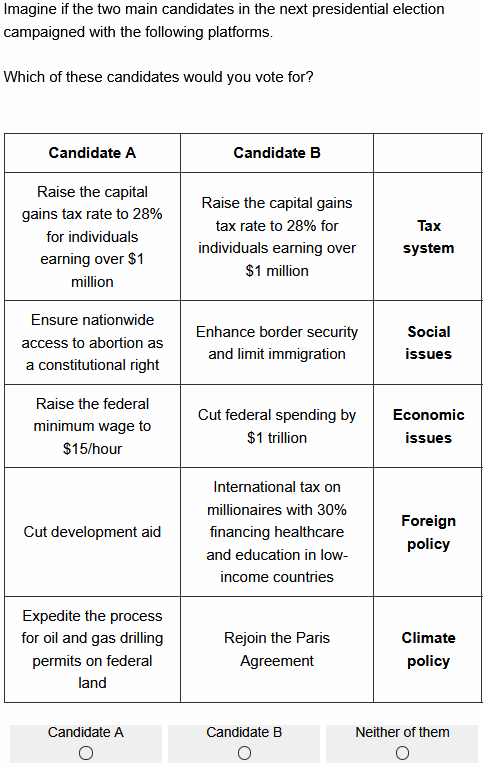 Imagine if the two main candidates in the next presidential election
campaigned with the following platforms.
Which of these candidates would you vote for?
Candidate A
Candidate B
Raise the capital
gains tax rate to 28%
for individuals
earning over $1
million
Raise the capital gains
tax rate to 28% for
individuals earning over
$1 million
Tax
system
Ensure nationwide
access to abortion as
a constitutional right
Enhance border security
and limit immigration
Social
issues
Raise the federal
minimum wage to
$15/hour
Cut federal spending by
$1 trillion
Economic
issues
Cut development aid
International tax on
millionaires with 30%
financing healthcare
and education in low-
income countries
Foreign
policy
Expedite the process
for oil and gas drilling
permits on federal
land
Rejoin the Paris
Agreement
Climate
policy
Candidate A
Candidate B
Neither of them